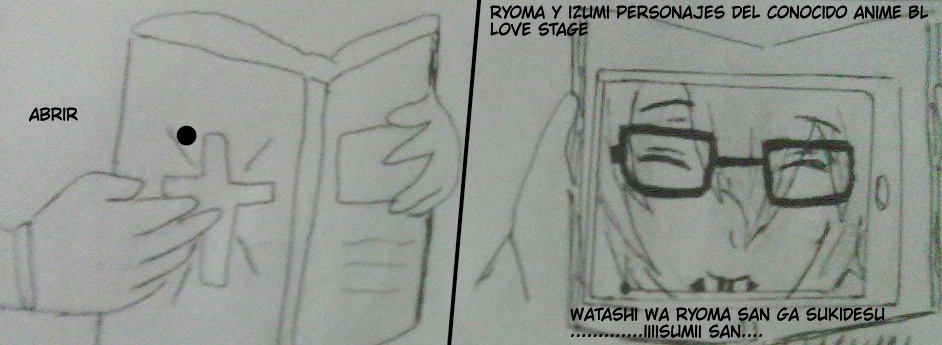 ABRIR
RYOMA Y IZUMI PERSONAJES DEL CONOCIDO ANIME BL
LOVE STAGE
WATASHI WA RYOMA SAN GA SUKIDESU
.............IIIISUMII SAN....